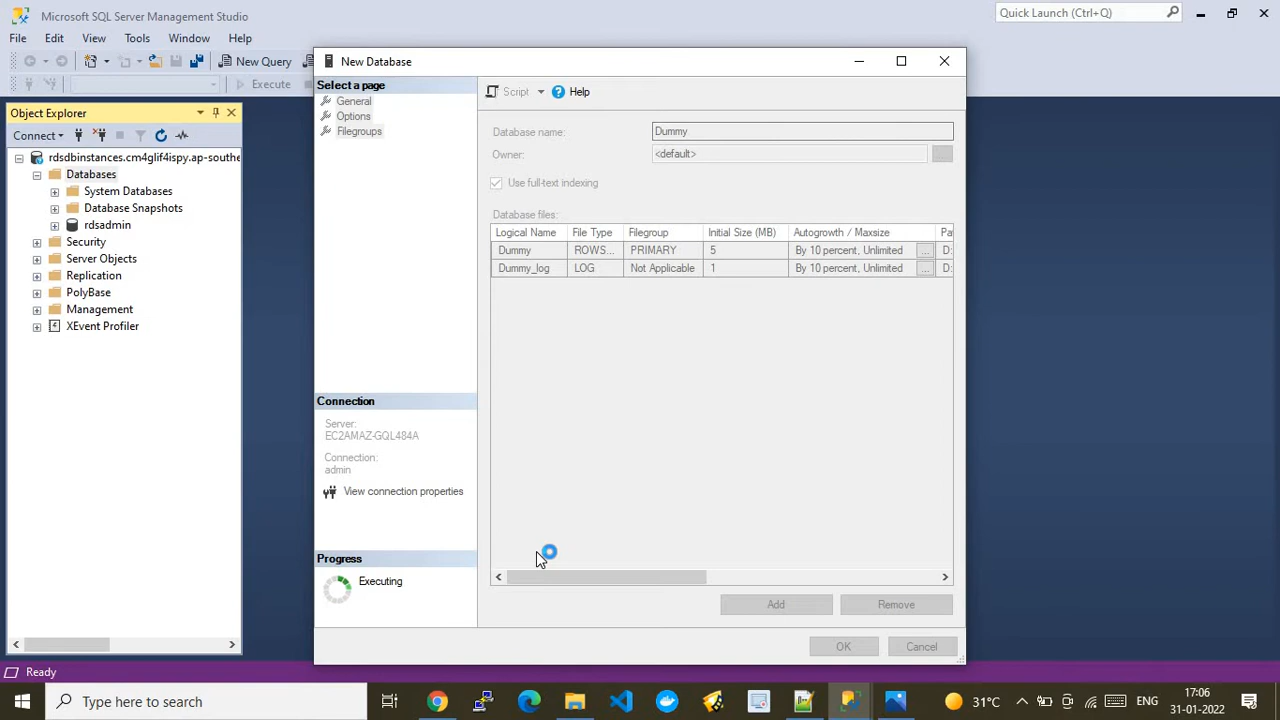 Microsoft SQL Server Management Studio
Quick Launch (Ctrl+Q)
File Edit View Tools Window Help
New Query
Execute
Object Explorer
Connect
rdsdbinstances.cm4glif4ispy.ap-southe
Databases
System Databases
Database Snapshots
rdsadmin
Security
Server Objects
Replication
PolyBase
Management
XEvent Profiler
New Database
Select a page
General
Options
Filegroups
Script Help
Database name: Dummy
Owner: <default> ...
Use full-text indexing
Database files:
Logical Name File Type Filegroup Initial Size (MB) Autogrowth / Maxsize Pa
Dummy ROWS... PRIMARY 5 By 10 percent, Unlimited ... D:
Dummy_log LOG Not Applicable 1 By 10 percent, Unlimited ... D:
Connection
Server:
EC2AMAZ-GQL484A
Connection:
admin
View connection properties
Progress
Executing
Add Remove
OK Cancel
Ready
Type here to search
31°C ENG
17:06
31-01-2022